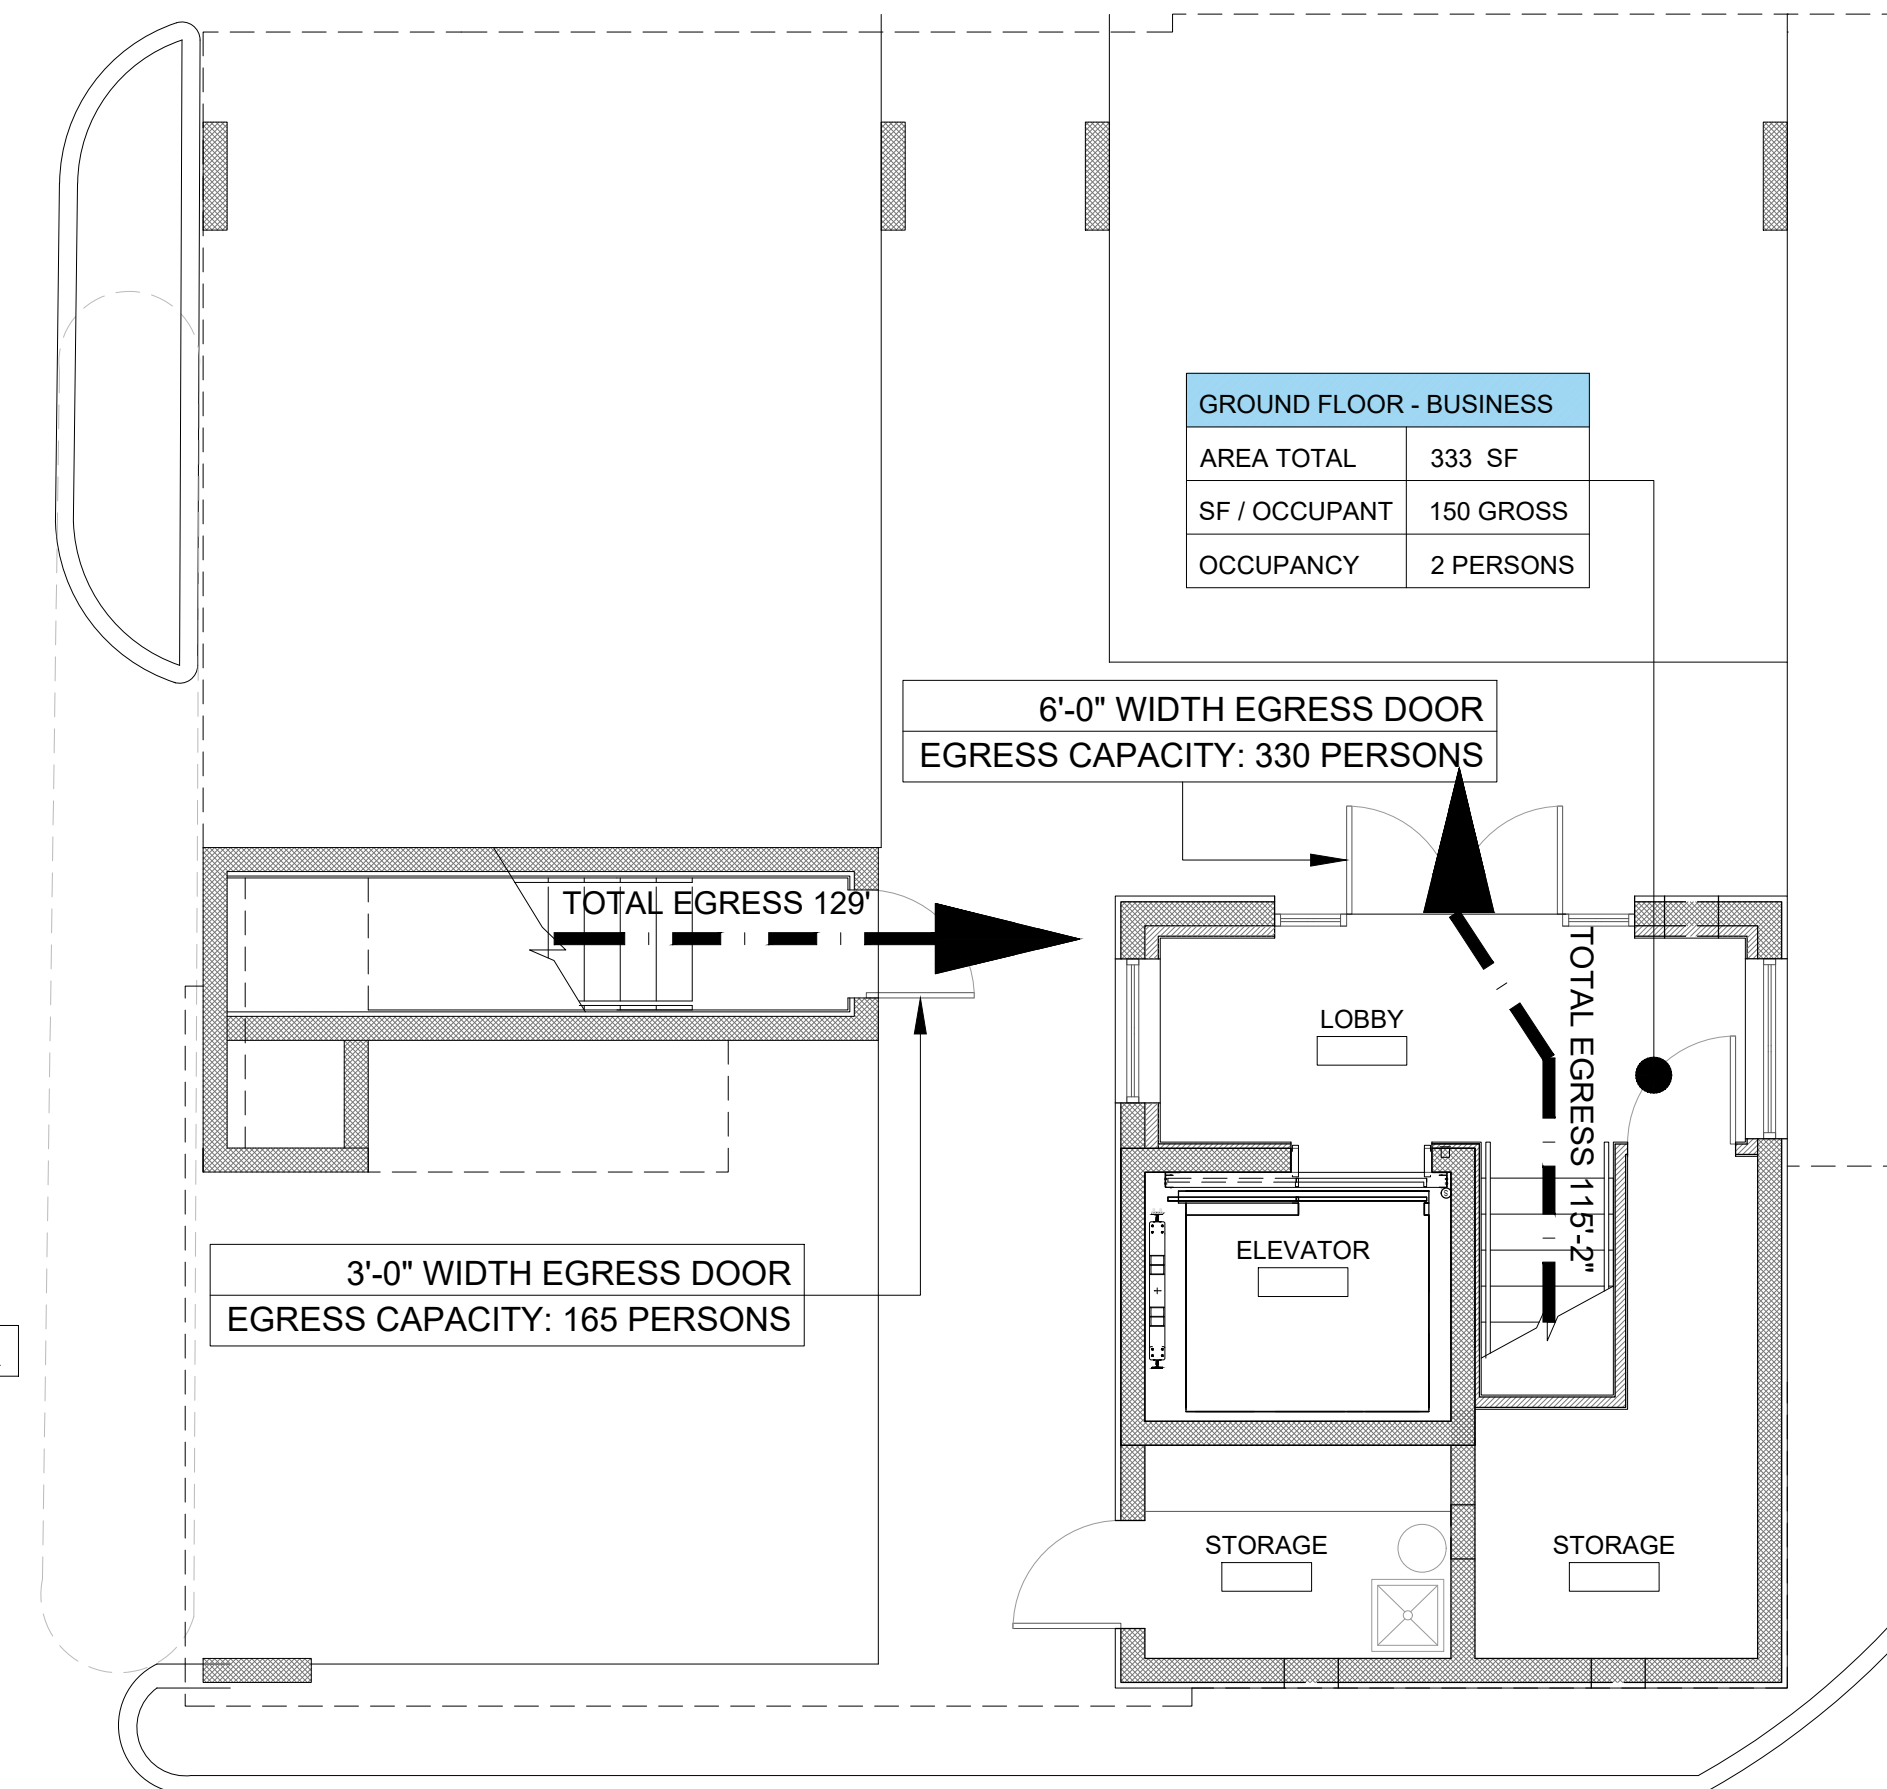 GROUND FLOOR - BUSINESS
AREA TOTAL 333 SF
SF / OCCUPANT 150 GROSS
OCCUPANCY 2 PERSONS
6'-0" WIDTH EGRESS DOOR
EGRESS CAPACITY: 330 PERSONS
TOTAL EGRESS 129'
TOTAL EGRESS 115'-2"
LOBBY
ELEVATOR
3'-0" WIDTH EGRESS DOOR
EGRESS CAPACITY: 165 PERSONS
STORAGE
STORAGE